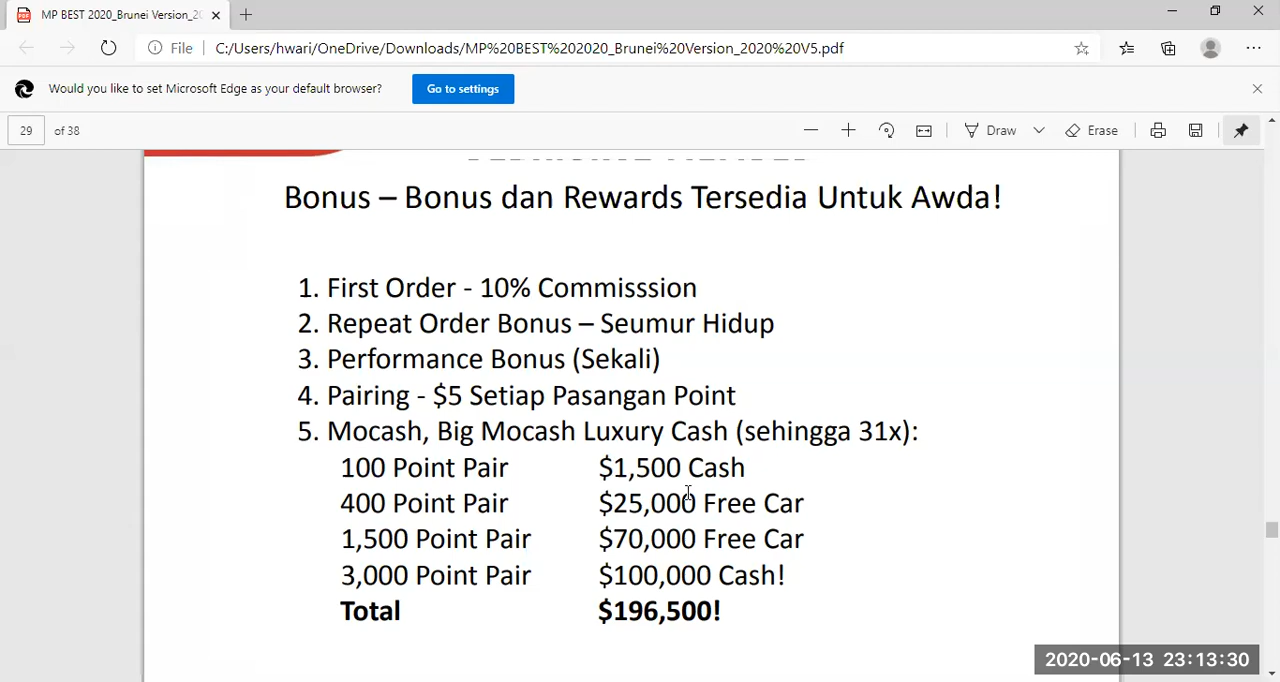 MP BEST 2020_Brunei Version_20
File
C:/Users/hwari/OneDrive/Downloads/MP%20BEST%202020_Brunei%20Version_2020%20V5.pdf
Would you like to set Microsoft Edge as your default browser?
Go to settings
29 of 38
Draw
Erase
Bonus – Bonus dan Rewards Tersedia Untuk Awda!
1. First Order - 10% Commisssion
2. Repeat Order Bonus – Seumur Hidup
3. Performance Bonus (Sekali)
4. Pairing - $5 Setiap Pasangan Point
5. Mocash, Big Mocash Luxury Cash (sehingga 31x):
100 Point Pair $1,500 Cash
400 Point Pair $25,000 Free Car
1,500 Point Pair $70,000 Free Car
3,000 Point Pair $100,000 Cash!
Total $196,500!
2020-06-13 23:13:30